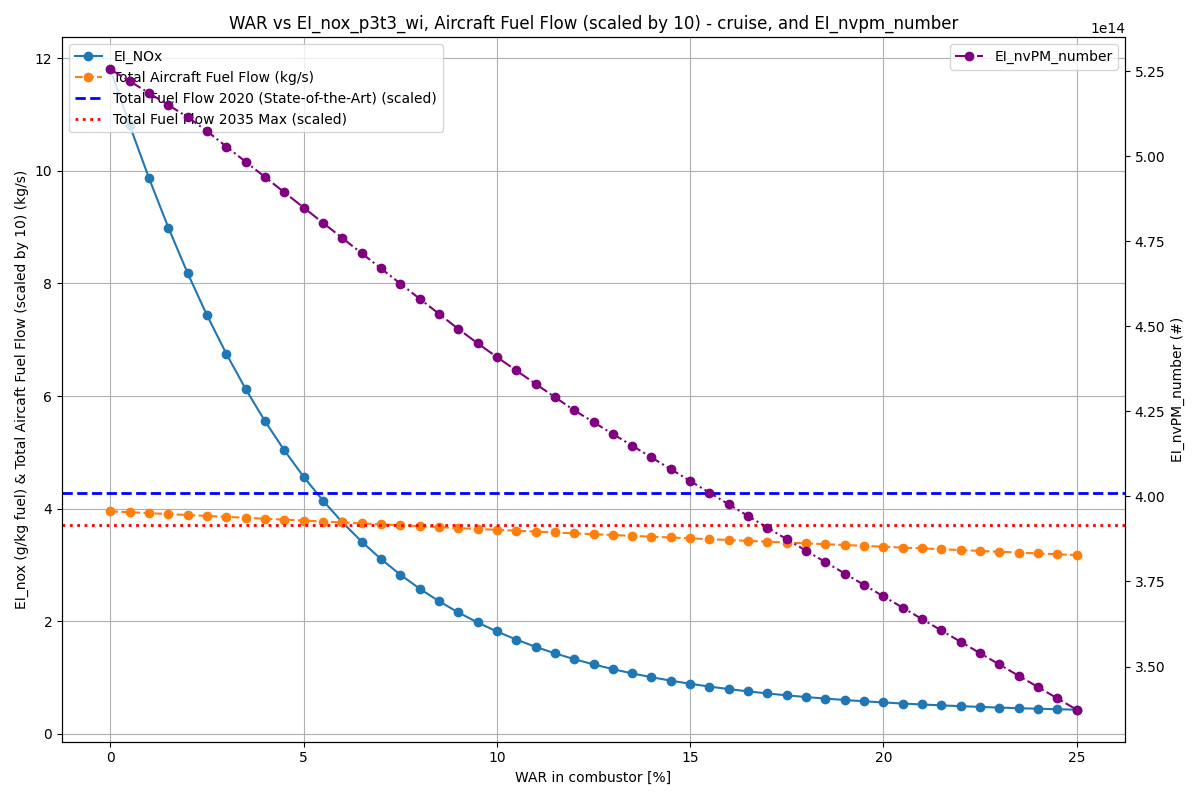 WAR vs EI_nox_p3t3_wi, Aircraft Fuel Flow (scaled by 10) - cruise, and EI_nvpm_number
1e14
EI_NOx
Total Aircraft Fuel Flow (kg/s)
Total Fuel Flow 2020 (State-of-the-Art) (scaled)
Total Fuel Flow 2035 Max (scaled)
EI_nvPM_number
EI_nox (g/kg fuel) & Total Aircaft Fuel Flow (scaled by 10) (kg/s)
12
10
8
6
4
2
0
5.25
5.00
4.75
4.50
4.25
4.00
3.75
3.50
EI_nvPM_number (#)
0
5
10
15
20
25
WAR in combustor [%]